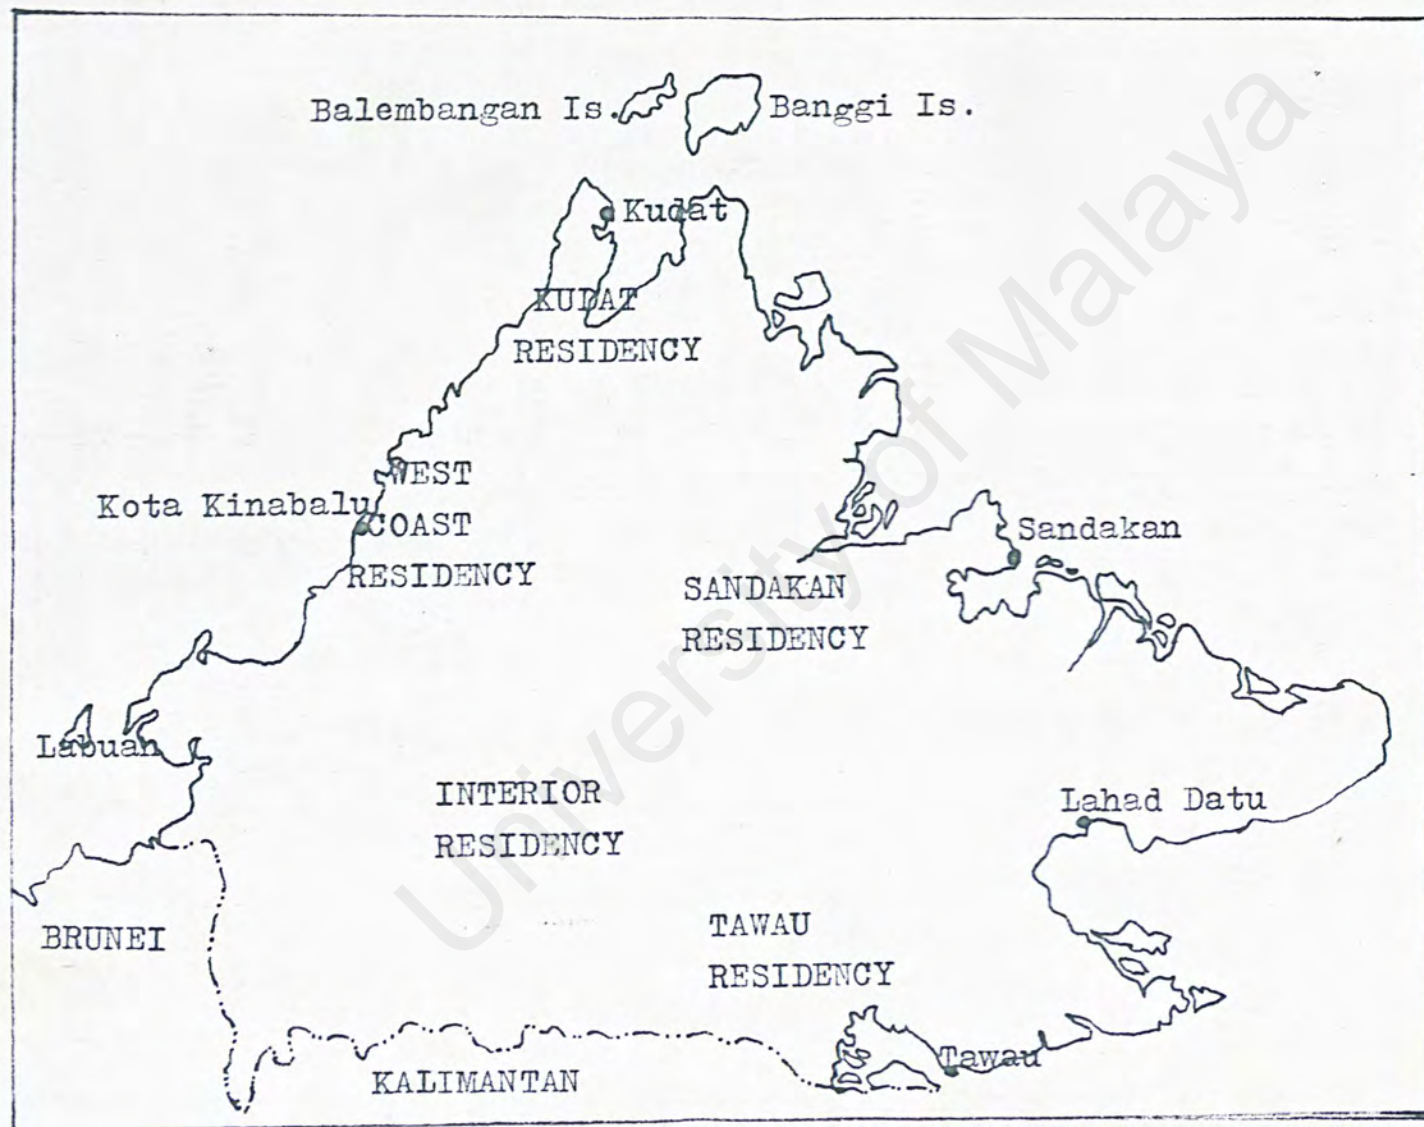 Balembangan Is.
Banggi Is.
Kudat
KUDAT
RESIDENCY
WEST
Kota Kinabalu
COAST
RESIDENCY
Sandakan
SANDAKAN
RESIDENCY
Labuan
INTERIOR
RESIDENCY
Lahad Datu
BRUNEI
TAWAU
RESIDENCY
Tawau
KALIMANTAN
University of Malaya